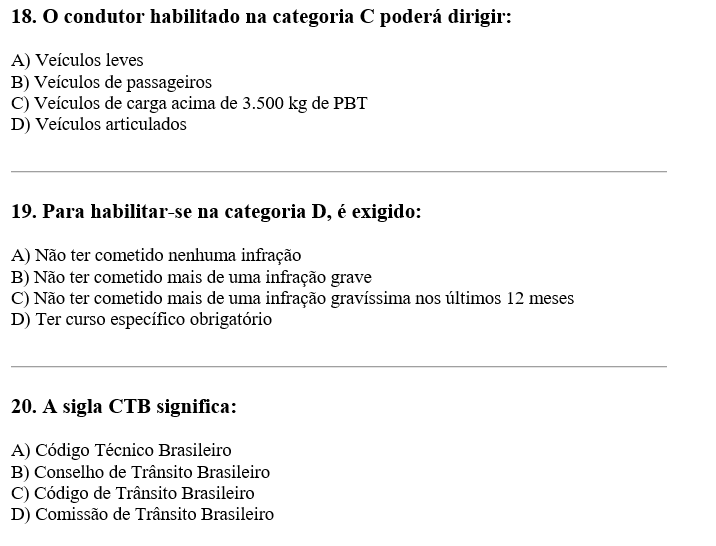 18. O condutor habilitado na categoria C poderá dirigir:
A) Veículos leves
B) Veículos de passageiros
C) Veículos de carga acima de 3.500 kg de PBT
D) Veículos articulados
19. Para habilitar-se na categoria D, é exigido:
A) Não ter cometido nenhuma infração
B) Não ter cometido mais de uma infração grave
C) Não ter cometido mais de uma infração gravíssima nos últimos 12 meses
D) Ter curso específico obrigatório
20. A sigla CTB significa:
A) Código Técnico Brasileiro
B) Conselho de Trânsito Brasileiro
C) Código de Trânsito Brasileiro
D) Comissão de Trânsito Brasileiro